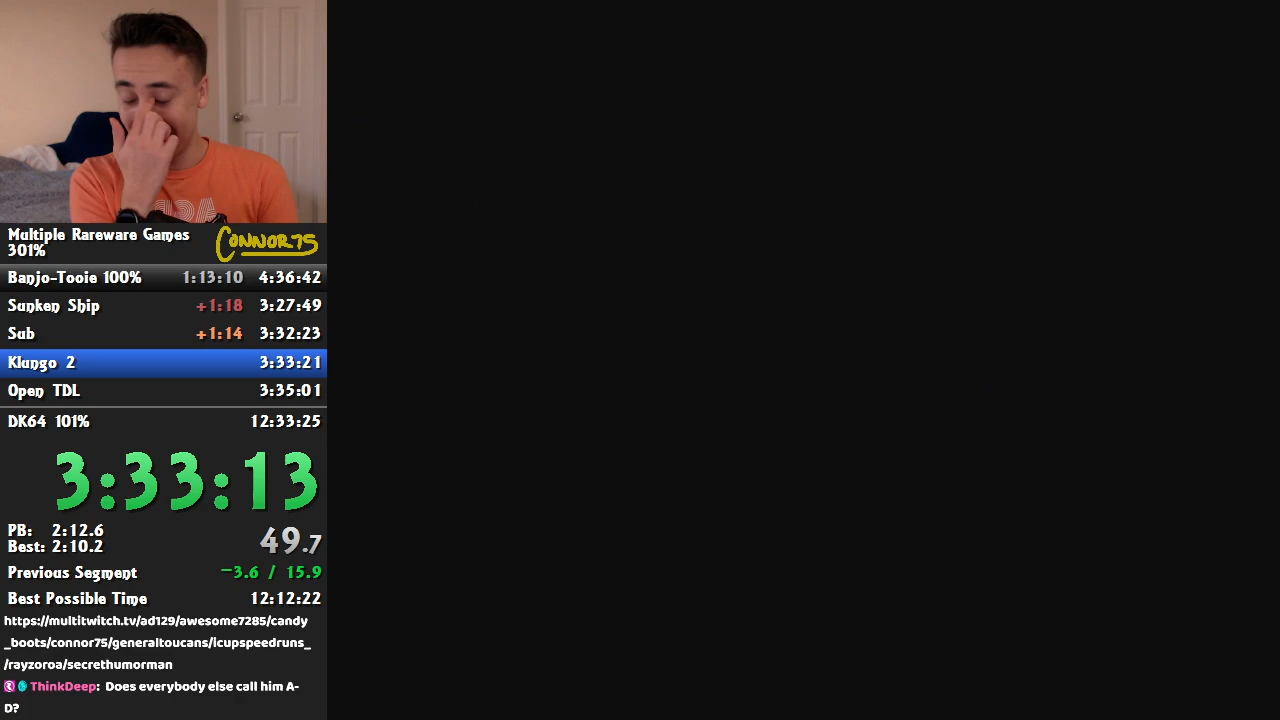 Multiple Rareware Games
301%
CONNOR75
Banjo-Tooie 100% 1:13:10 4:36:42
Sunken Ship +1:18 3:27:49
Sub +1:14 3:32:23
Klungo 2 3:33:21
Open TDL 3:35:01
DK64 101% 12:33:25
3:33:13
PB: 2:12.6
Best: 2:10.2
49.7
Previous Segment -3.6 / 15.9
Best Possible Time 12:12:22
https://multitwitch.tv/ad129/awesome7285/candy
_boots/connor75/generaltoucans/icupspeedruns_
/rayzoroa/secrethumorman
ThinkDeep: Does everybody else call him A-
D?